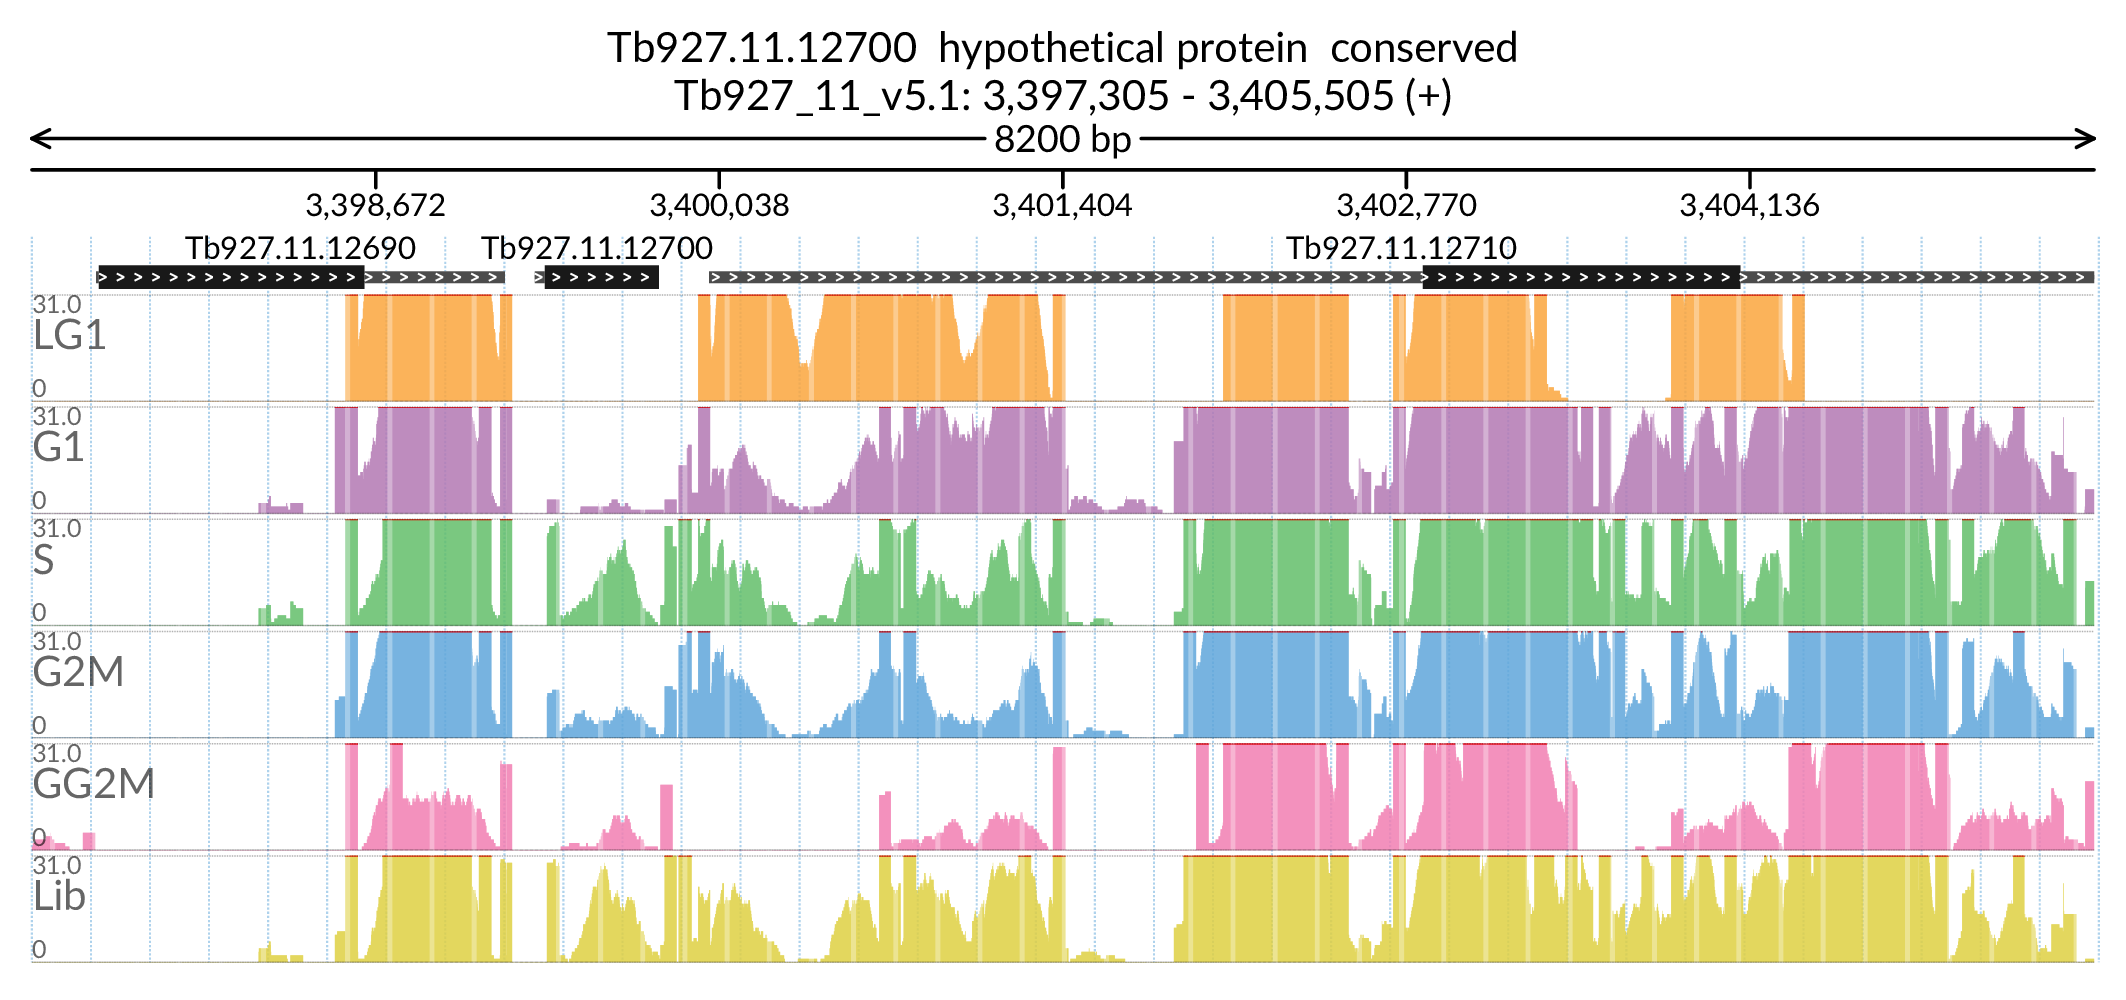 Tb927.11.12700 hypothetical protein conserved
Tb927_11_v5.1: 3,397,305 - 3,405,505 (+)
8200 bp
3,398,672 3,400,038 3,401,404 3,402,770 3,404,136
Tb927.11.12690 Tb927.11.12700 Tb927.11.12710
31.0
LG1
0
31.0
G1
0
31.0
S
0
31.0
G2M
0
31.0
GG2M
0
31.0
Lib
0